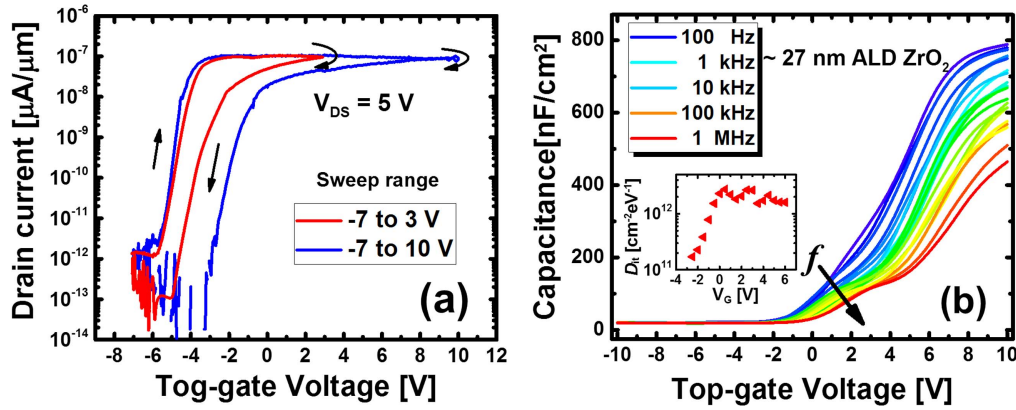 Drain current [μA/μm]
10⁻⁶
10⁻⁷
10⁻⁸
10⁻⁹
10⁻¹⁰
10⁻¹¹
10⁻¹²
10⁻¹³
10⁻¹⁴
V_DS = 5 V
Sweep range
-7 to 3 V
-7 to 10 V
(a)
-8 -6 -4 -2 0 2 4 6 8 10 12
Tog-gate Voltage [V]
Capacitance[nF/cm²]
800
600
400
200
0
100 Hz
1 kHz
10 kHz
100 kHz
1 MHz
~ 27 nm ALD ZrO₂
D_it [cm⁻²eV⁻¹]
10¹²
10¹¹
-4 -2 0 2 4 6
V_G [V]
f
(b)
-10 -8 -6 -4 -2 0 2 4 6 8 10
Top-gate Voltage [V]